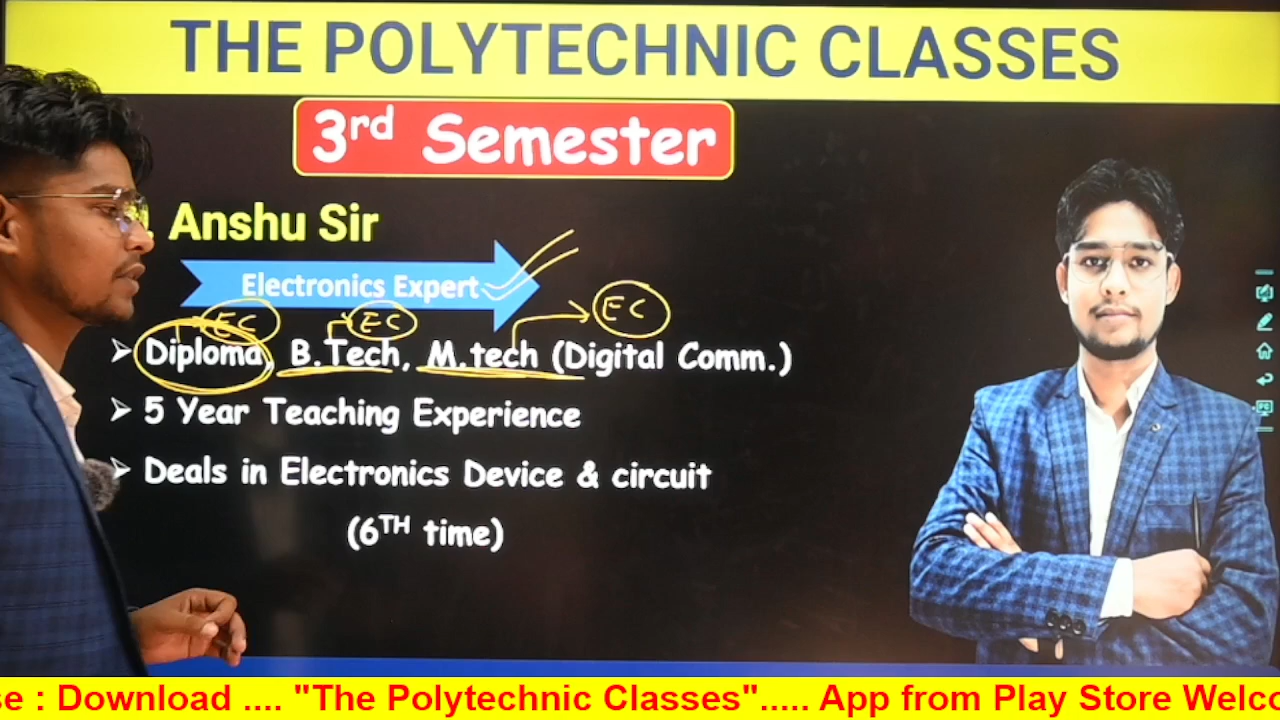 THE POLYTECHNIC CLASSES
3rd Semester
Anshu Sir
Electronics Expert
EC EC EC
➤ Diploma, B.Tech, M.tech (Digital Comm.)
➤ 5 Year Teaching Experience
➤ Deals in Electronics Device & circuit
(6TH time)
se : Download .... "The Polytechnic Classes"..... App from Play Store Welco